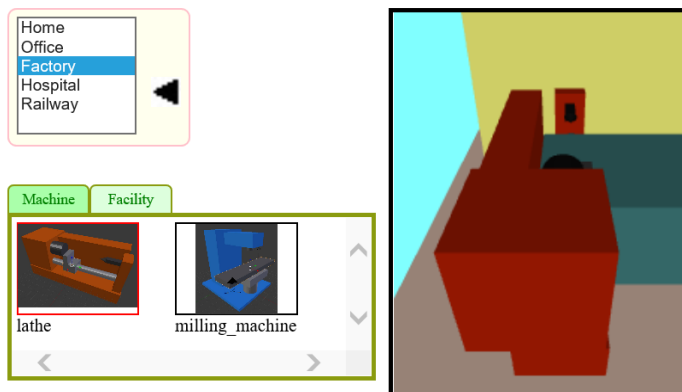 Home
Office
Factory
Hospital
Railway
Machine Facility
lathe milling_machine